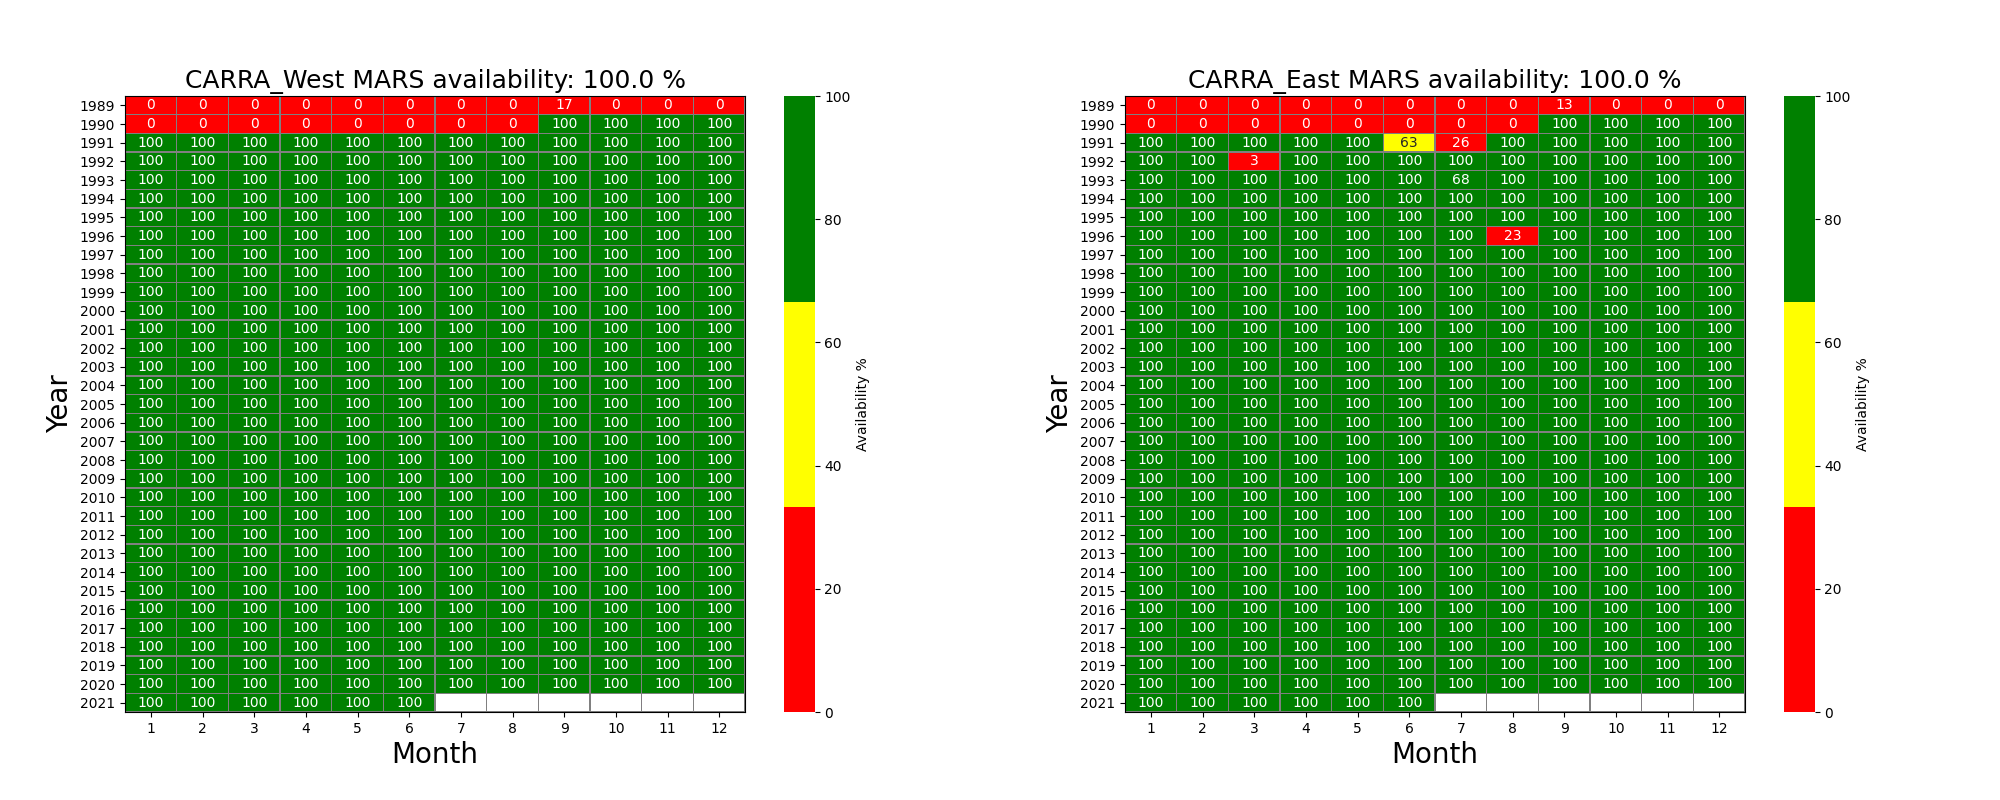 CARRA_West MARS availability: 100.0 %
1989 0 0 0 0 0 0 0 0 17 0 0 0
1990 0 0 0 0 0 0 0 0 100 100 100 100
1991 100 100 100 100 100 100 100 100 100 100 100 100
1992 100 100 100 100 100 100 100 100 100 100 100 100
1993 100 100 100 100 100 100 100 100 100 100 100 100
1994 100 100 100 100 100 100 100 100 100 100 100 100
1995 100 100 100 100 100 100 100 100 100 100 100 100
1996 100 100 100 100 100 100 100 100 100 100 100 100
1997 100 100 100 100 100 100 100 100 100 100 100 100
1998 100 100 100 100 100 100 100 100 100 100 100 100
1999 100 100 100 100 100 100 100 100 100 100 100 100
2000 100 100 100 100 100 100 100 100 100 100 100 100
2001 100 100 100 100 100 100 100 100 100 100 100 100
2002 100 100 100 100 100 100 100 100 100 100 100 100
2003 100 100 100 100 100 100 100 100 100 100 100 100
2004 100 100 100 100 100 100 100 100 100 100 100 100
2005 100 100 100 100 100 100 100 100 100 100 100 100
2006 100 100 100 100 100 100 100 100 100 100 100 100
2007 100 100 100 100 100 100 100 100 100 100 100 100
2008 100 100 100 100 100 100 100 100 100 100 100 100
2009 100 100 100 100 100 100 100 100 100 100 100 100
2010 100 100 100 100 100 100 100 100 100 100 100 100
2011 100 100 100 100 100 100 100 100 100 100 100 100
2012 100 100 100 100 100 100 100 100 100 100 100 100
2013 100 100 100 100 100 100 100 100 100 100 100 100
2014 100 100 100 100 100 100 100 100 100 100 100 100
2015 100 100 100 100 100 100 100 100 100 100 100 100
2016 100 100 100 100 100 100 100 100 100 100 100 100
2017 100 100 100 100 100 100 100 100 100 100 100 100
2018 100 100 100 100 100 100 100 100 100 100 100 100
2019 100 100 100 100 100 100 100 100 100 100 100 100
2020 100 100 100 100 100 100 100 100 100 100 100 100
2021 100 100 100 100 100 100
1 2 3 4 5 6 7 8 9 10 11 12
Month
Year
100
80
60
40
20
0
Availability %
CARRA_East MARS availability: 100.0 %
1989 0 0 0 0 0 0 0 0 13 0 0 0
1990 0 0 0 0 0 0 0 0 100 100 100 100
1991 100 100 100 100 100 63 26 100 100 100 100 100
1992 100 100 3 100 100 100 100 100 100 100 100 100
1993 100 100 100 100 100 100 68 100 100 100 100 100
1994 100 100 100 100 100 100 100 100 100 100 100 100
1995 100 100 100 100 100 100 100 100 100 100 100 100
1996 100 100 100 100 100 100 100 23 100 100 100 100
1997 100 100 100 100 100 100 100 100 100 100 100 100
1998 100 100 100 100 100 100 100 100 100 100 100 100
1999 100 100 100 100 100 100 100 100 100 100 100 100
2000 100 100 100 100 100 100 100 100 100 100 100 100
2001 100 100 100 100 100 100 100 100 100 100 100 100
2002 100 100 100 100 100 100 100 100 100 100 100 100
2003 100 100 100 100 100 100 100 100 100 100 100 100
2004 100 100 100 100 100 100 100 100 100 100 100 100
2005 100 100 100 100 100 100 100 100 100 100 100 100
2006 100 100 100 100 100 100 100 100 100 100 100 100
2007 100 100 100 100 100 100 100 100 100 100 100 100
2008 100 100 100 100 100 100 100 100 100 100 100 100
2009 100 100 100 100 100 100 100 100 100 100 100 100
2010 100 100 100 100 100 100 100 100 100 100 100 100
2011 100 100 100 100 100 100 100 100 100 100 100 100
2012 100 100 100 100 100 100 100 100 100 100 100 100
2013 100 100 100 100 100 100 100 100 100 100 100 100
2014 100 100 100 100 100 100 100 100 100 100 100 100
2015 100 100 100 100 100 100 100 100 100 100 100 100
2016 100 100 100 100 100 100 100 100 100 100 100 100
2017 100 100 100 100 100 100 100 100 100 100 100 100
2018 100 100 100 100 100 100 100 100 100 100 100 100
2019 100 100 100 100 100 100 100 100 100 100 100 100
2020 100 100 100 100 100 100 100 100 100 100 100 100
2021 100 100 100 100 100 100
1 2 3 4 5 6 7 8 9 10 11 12
Month
Year
100
80
60
40
20
0
Availability %